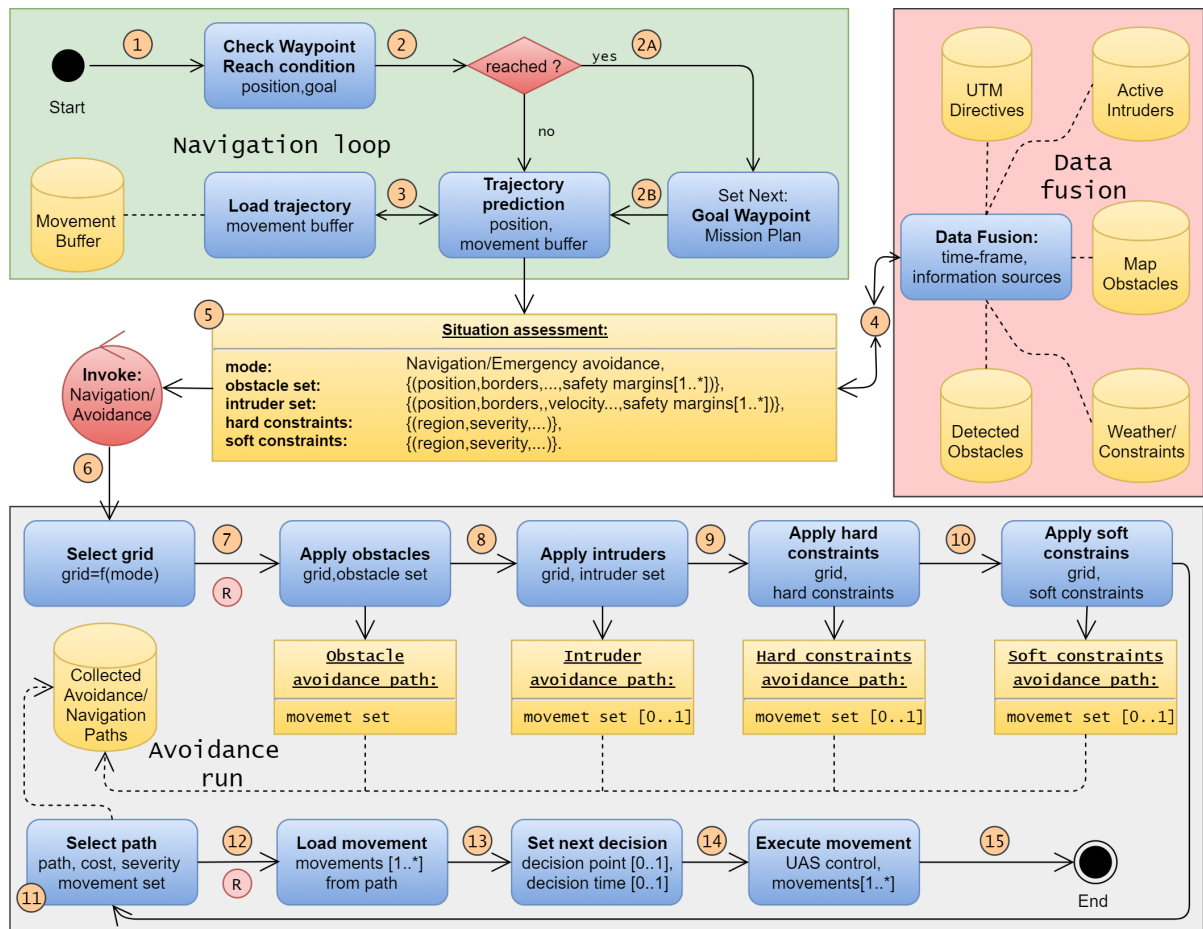 1
Check Waypoint
Reach condition
position,goal
2
reached ?
yes
2A
Start
no
Navigation loop
Movement
Buffer
Load trajectory
movement buffer
3
Trajectory
prediction
position,
movement buffer
2B
Set Next:
Goal Waypoint
Mission Plan
UTM
Directives
Active
Intruders
Data
fusion
Data Fusion:
time-frame,
information sources
Map
Obstacles
4
Detected
Obstacles
Weather/
Constraints
5
Situation assessment:
mode: Navigation/Emergency avoidance,
obstacle set: {(position,borders,...,safety margins[1..*])},
intruder set: {(position,borders,,velocity...,safety margins[1..*])},
hard constraints: {(region,severity,...)},
soft constraints: {(region,severity,...)}.
Invoke:
Navigation/
Avoidance
6
Select grid
grid=f(mode)
7
R
Apply obstacles
grid,obstacle set
8
Apply intruders
grid, intruder set
9
Apply hard
constraints
grid,
hard constraints
10
Apply soft
constrains
grid,
soft constraints
Collected
Avoidance/
Navigation
Paths
Obstacle
avoidance path:
movemet set
Intruder
avoidance path:
movemet set [0..1]
Hard constraints
avoidance path:
movemet set [0..1]
Soft constraints
avoidance path:
movemet set [0..1]
Avoidance
run
Select path
path, cost, severity
movement set
11
12
R
Load movement
movements [1..*]
from path
13
Set next decision
decision point [0..1],
decision time [0..1]
14
Execute movement
UAS control,
movements[1..*]
15
End